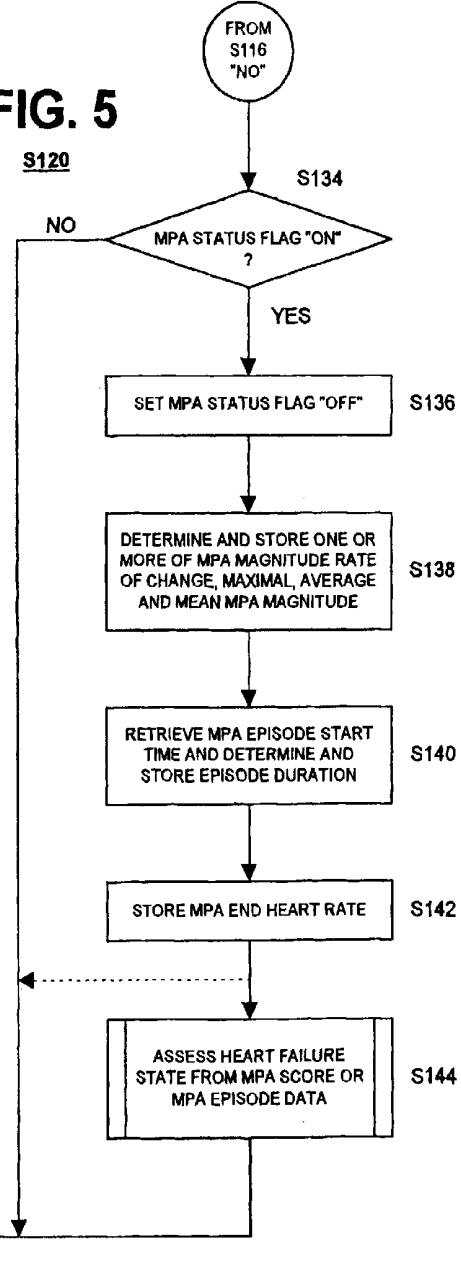 FROM
S116
"NO"
FIG. 5
S120
S134
NO
MPA STATUS FLAG "ON"
?
YES
SET MPA STATUS FLAG "OFF"
S136
DETERMINE AND STORE ONE OR
MORE OF MPA MAGNITUDE RATE
OF CHANGE, MAXIMAL, AVERAGE
AND MEAN MPA MAGNITUDE
S138
RETRIEVE MPA EPISODE START
TIME AND DETERMINE AND
STORE EPISODE DURATION
S140
STORE MPA END HEART RATE
S142
ASSESS HEART FAILURE
STATE FROM MPA SCORE OR
MPA EPISODE DATA
S144